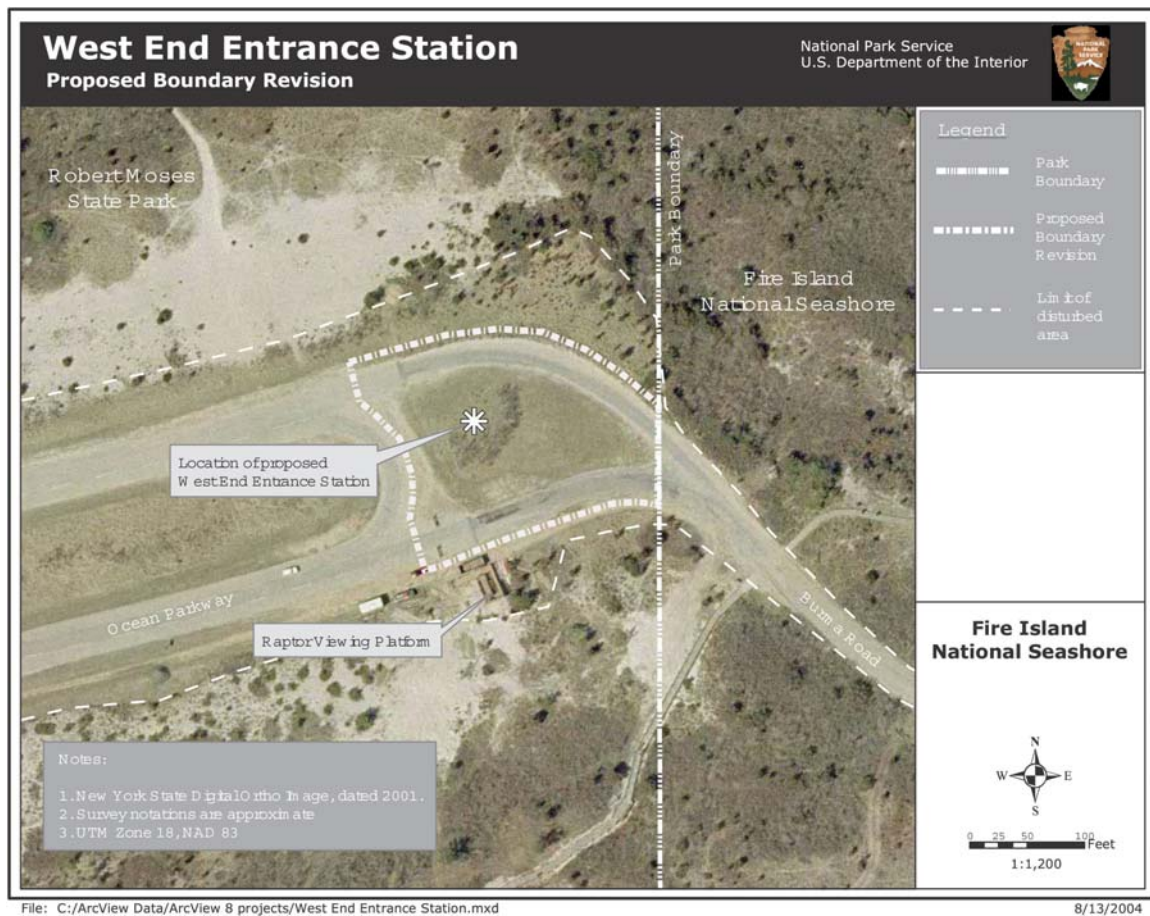 West End Entrance Station
Proposed Boundary Revision
National Park Service
U.S. Department of the Interior
NATIONAL
PARK
SERVICE
Robert Moses
State Park
Park Boundary
Fire Island
National Seashore
Location of proposed
West End Entrance Station
Ocean Parkway
Raptor Viewing Platform
Burma Road
Notes:
1. New York State Digital Ortho Image, dated 2001.
2. Survey notations are approximate
3. UTM Zone 18, NAD 83
Legend
Park
Boundary
Proposed
Boundary
Revision
Limit of
disturbed
area
Fire Island
National Seashore
N
W E
S
0 25 50 100 Feet
1:1,200
File: C:/ArcView Data/ArcView 8 projects/West End Entrance Station.mxd
8/13/2004